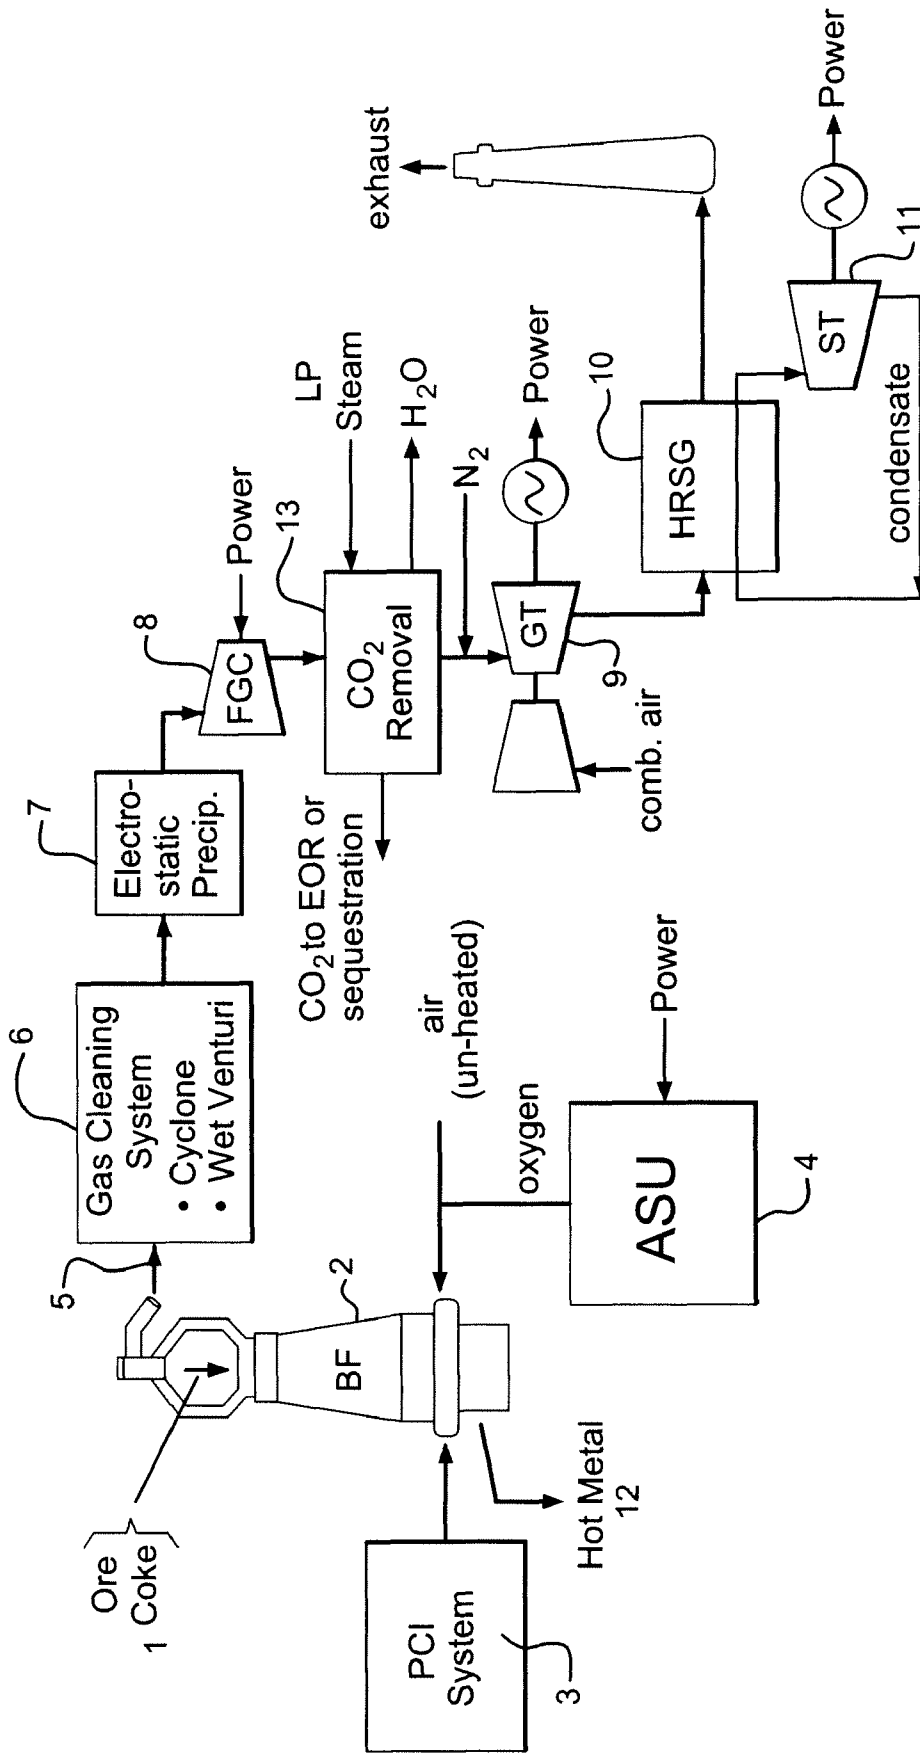 Ore
Coke
1
5
BF
2
PCI
System
3
Hot Metal
12
6
Gas Cleaning
System
• Cyclone
• Wet Venturi
7
Electro-
static
Precip.
8
FGC
Power
13
CO2
Removal
LP
Steam
H2O
CO2 to EOR or
sequestration
N2
GT
9
Power
comb. air
air
(un-heated)
oxygen
ASU
4
Power
10
HRSG
exhaust
ST
11
Power
condensate